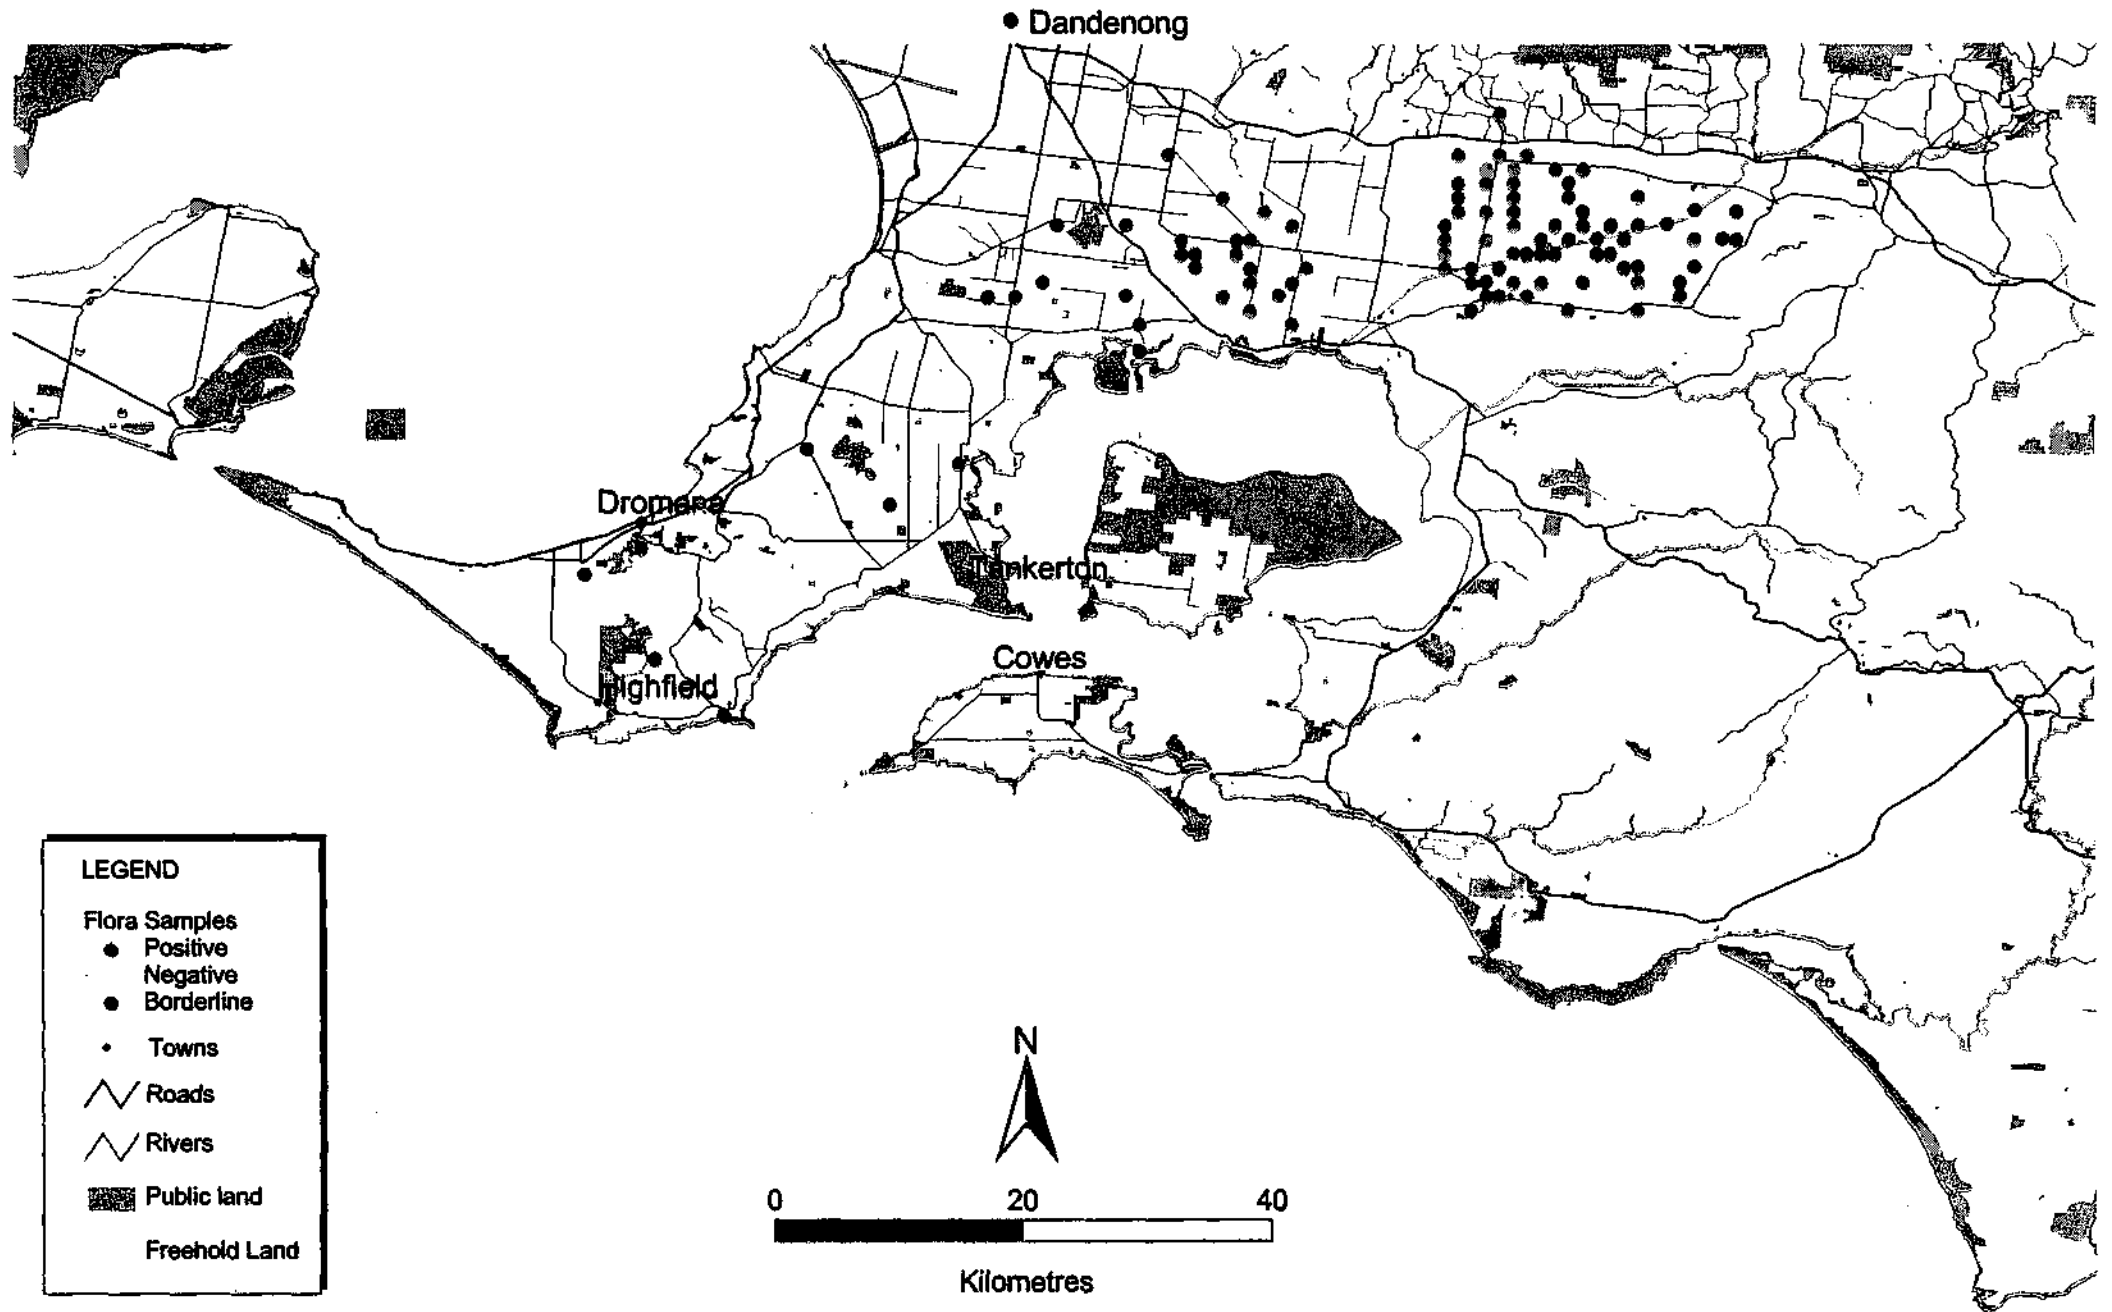 Dandenong
Dromana
Tankerton
Cowes
Highfield
LEGEND
Flora Samples
Positive
Negative
Borderline
Towns
Roads
Rivers
Public land
Freehold Land
N
0 20 40
Kilometres